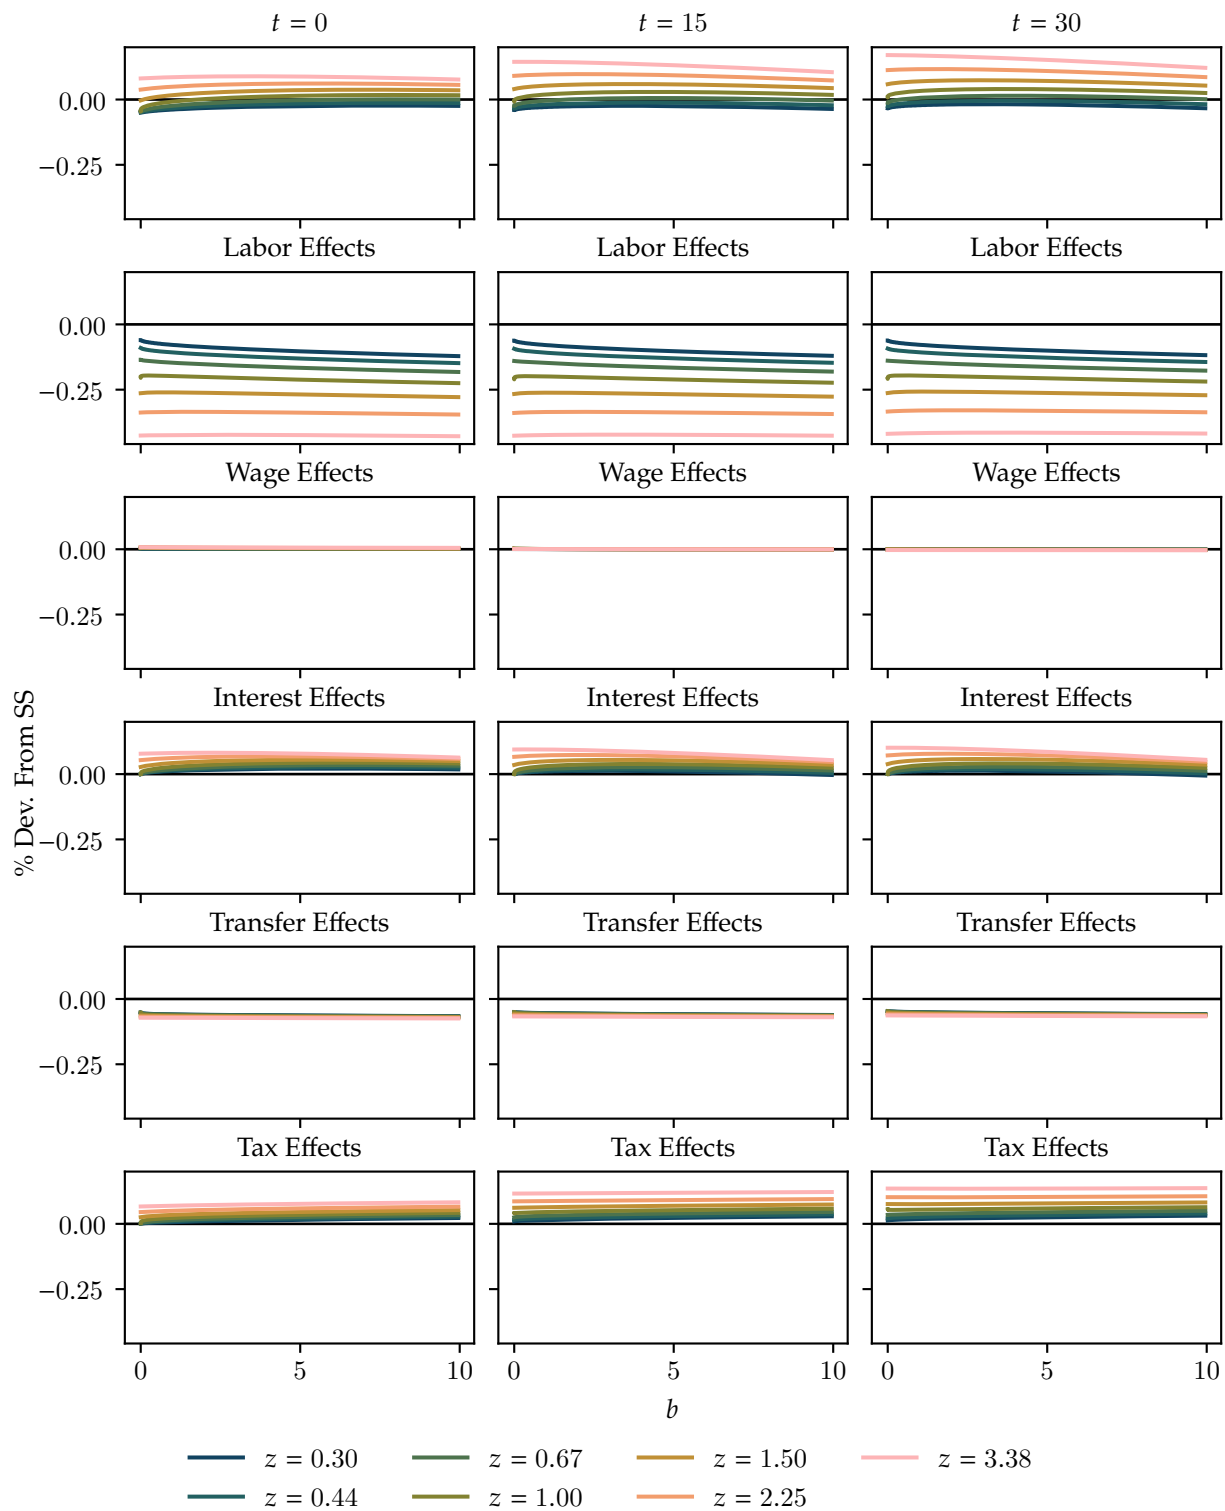 t = 0 t = 15 t = 30
0.00
−0.25
Labor Effects Labor Effects Labor Effects
0.00
−0.25
Wage Effects Wage Effects Wage Effects
0.00
−0.25
Interest Effects Interest Effects Interest Effects
0.00
−0.25
% Dev. From SS
Transfer Effects Transfer Effects Transfer Effects
0.00
−0.25
Tax Effects Tax Effects Tax Effects
0.00
−0.25
0 5 10 0 5 10 0 5 10
b
z = 0.30 z = 0.67 z = 1.50 z = 3.38
z = 0.44 z = 1.00 z = 2.25